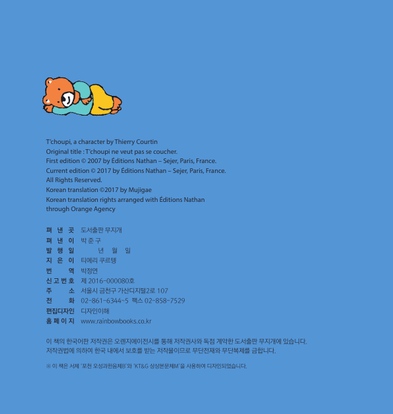 T'choupi, a character by Thierry Courtin
Original title : T'choupi ne veut pas se coucher.
First edition © 2007 by Éditions Nathan – Sejer, Paris, France.
Current edition © 2017 by Éditions Nathan – Sejer, Paris, France.
All Rights Reserved.
Korean translation ©2017 by Mujigae
Korean translation rights arranged with Éditions Nathan
through Orange Agency
펴 낸 곳 도서출판 무지개
펴 낸 이 박 준 구
발 행 일 년 월 일
지 은 이 티에리 쿠르탱
번 역 박정연
신 고 번 호 제 2016-000080호
주 소 서울시 금천구 가산디지털2로 107
전 화 02-861-6344~5 팩스 02-858-7529
편집디자인 디자인이해
홈 페 이 지 www.rainbowbooks.co.kr
이 책의 한국어판 저작권은 오렌지에이전시를 통해 저작권사와 독점 계약한 도서출판 무지개에 있습니다.
저작권법에 의하여 한국 내에서 보호를 받는 저작물이므로 무단전재와 무단복제를 금합니다.
※ 이 책은 서체 '포천 오성과한음체B'와 'KT&G 상상본문체M'을 사용하여 디자인되었습니다.